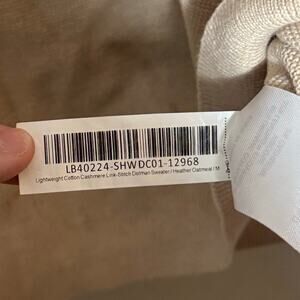 LB40224-SHWDC01-12968
Lightweight Cotton Cashmere Link-Stitch Dolman Sweater / Heather Oatmeal / M